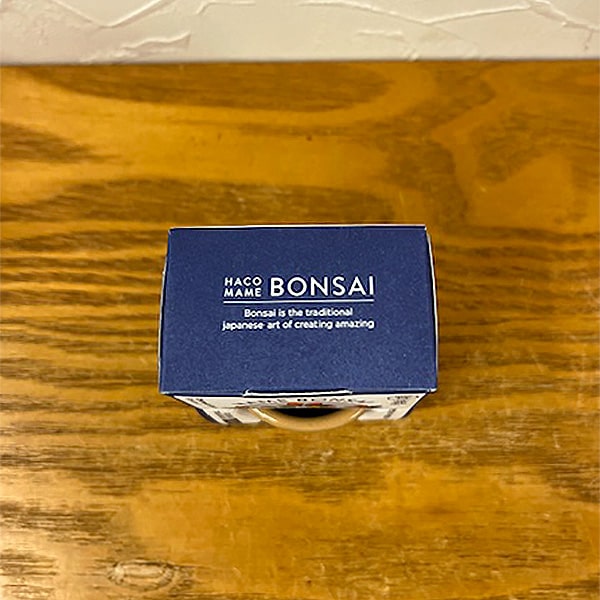 HACO
MAME BONSAI
Bonsai is the traditional
japanese art of creating amazing